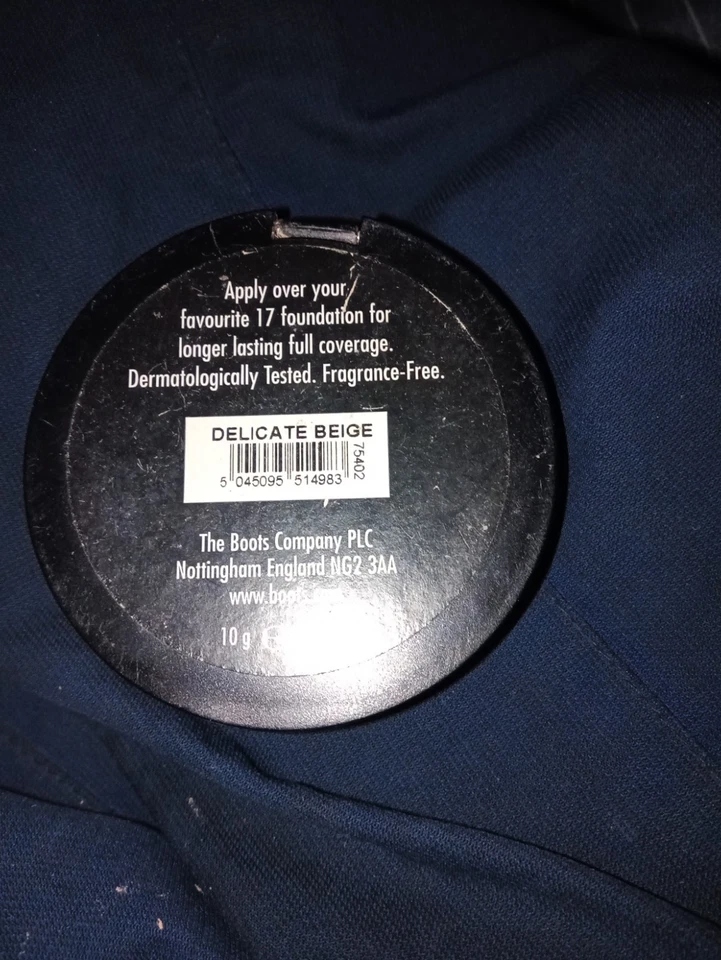 Apply over your
favourite 17 foundation for
longer lasting full coverage.
Dermatologically Tested. Fragrance-Free.
DELICATE BEIGE
75402
5 045095 514983
The Boots Company PLC
Nottingham England NG2 3AA
10 g